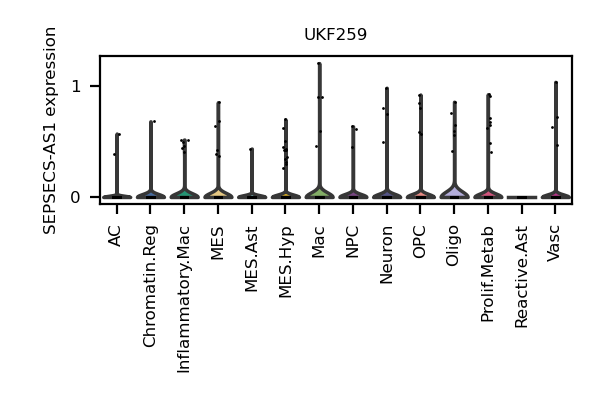 UKF259
SEPSECS-AS1 expression
1
0
AC
Chromatin.Reg
Inflammatory.Mac
MES
MES.Ast
MES.Hyp
Mac
NPC
Neuron
OPC
Oligo
Prolif.Metab
Reactive.Ast
Vasc